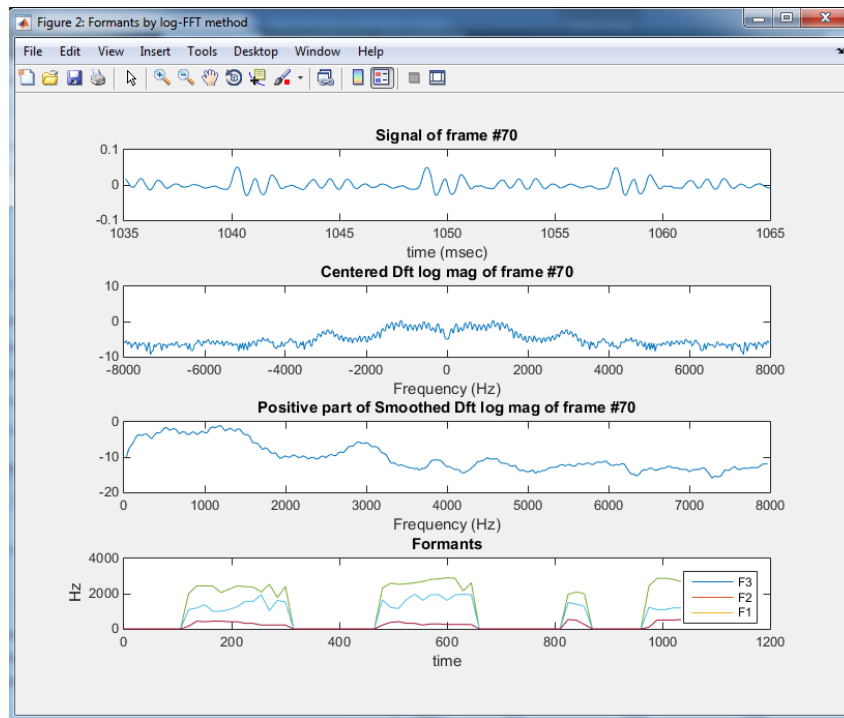 Figure 2: Formants by log-FFT method
File Edit View Insert Tools Desktop Window Help
Signal of frame #70
0.1
0
-0.1
1035 1040 1045 1050 1055 1060 1065
time (msec)
Centered Dft log mag of frame #70
10
0
-10
-8000 -6000 -4000 -2000 0 2000 4000 6000 8000
Frequency (Hz)
Positive part of Smoothed Dft log mag of frame #70
0
-10
-20
0 1000 2000 3000 4000 5000 6000 7000 8000
Frequency (Hz)
Formants
4000
2000
0
Hz
F3
F2
F1
0 200 400 600 800 1000 1200
time